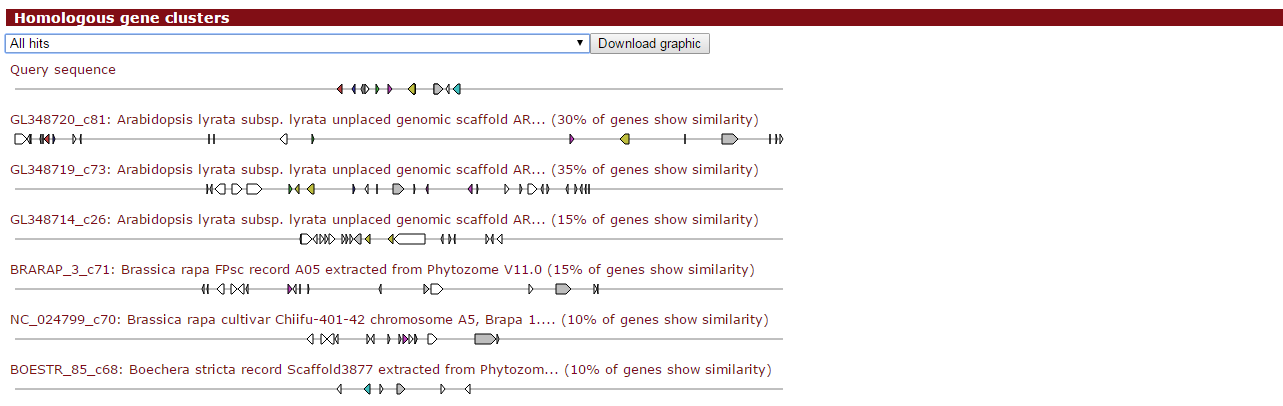 Homologous gene clusters
All hits
Download graphic
Query sequence
GL348720_c81: Arabidopsis lyrata subsp. lyrata unplaced genomic scaffold AR... (30% of genes show similarity)
GL348719_c73: Arabidopsis lyrata subsp. lyrata unplaced genomic scaffold AR... (35% of genes show similarity)
GL348714_c26: Arabidopsis lyrata subsp. lyrata unplaced genomic scaffold AR... (15% of genes show similarity)
BRARAP_3_c71: Brassica rapa FPsc record A05 extracted from Phytozome V11.0 (15% of genes show similarity)
NC_024799_c70: Brassica rapa cultivar Chiifu-401-42 chromosome A5, Brapa 1.... (10% of genes show similarity)
BOESTR_85_c68: Boechera stricta record Scaffold3877 extracted from Phytozom... (10% of genes show similarity)